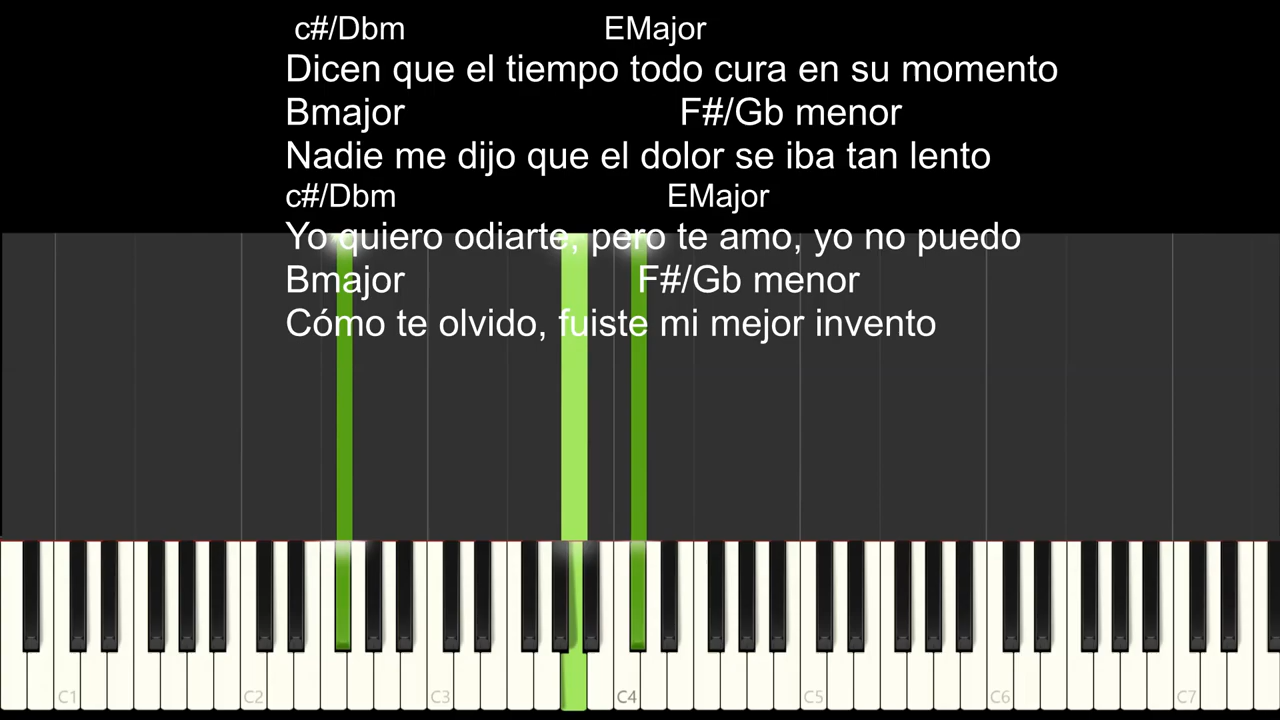 c#/Dbm EMajor
Dicen que el tiempo todo cura en su momento
Bmajor F#/Gb menor
Nadie me dijo que el dolor se iba tan lento
c#/Dbm EMajor
Yo quiero odiarte, pero te amo, yo no puedo
Bmajor F#/Gb menor
Cómo te olvido, fuiste mi mejor invento
C1 C2 C3 C4 C5 C6 C7